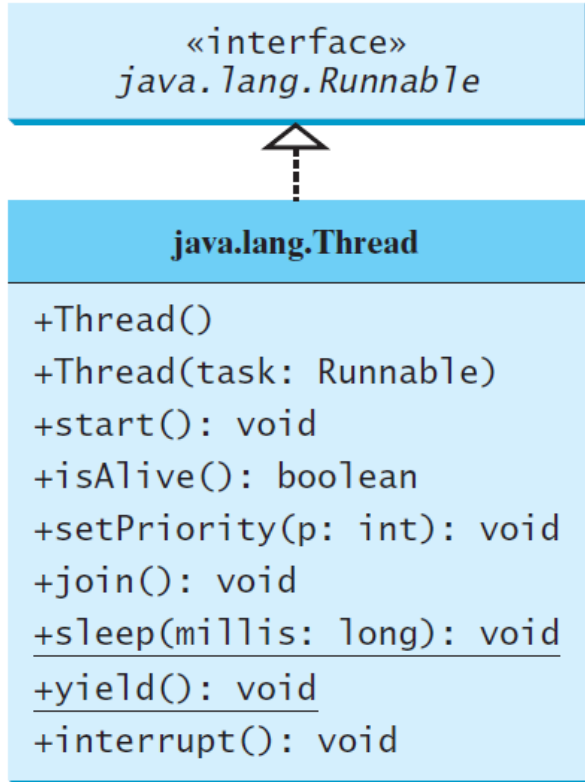 «interface»
java.lang.Runnable
java.lang.Thread
+Thread()
+Thread(task: Runnable)
+start(): void
+isAlive(): boolean
+setPriority(p: int): void
+join(): void
+sleep(millis: long): void
+yield(): void
+interrupt(): void